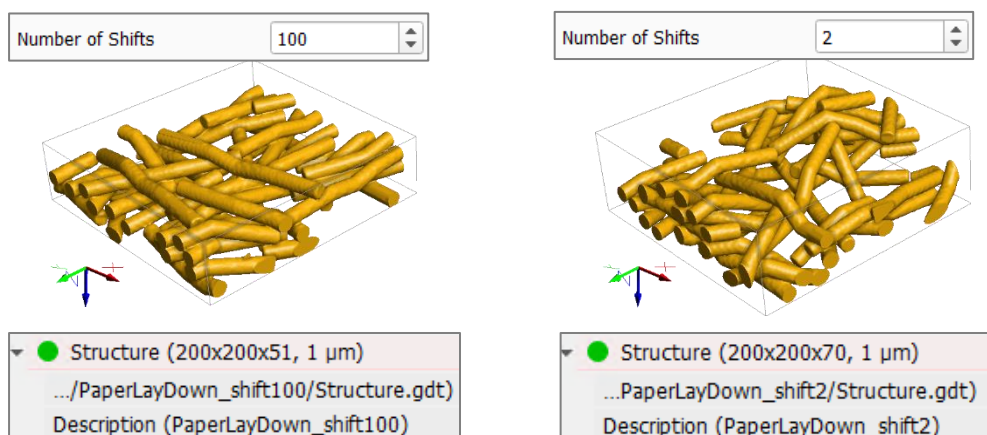 Number of Shifts 100
Structure (200x200x51, 1 µm)
.../PaperLayDown_shift100/Structure.gdt)
Description (PaperLayDown_shift100)
Number of Shifts 2
Structure (200x200x70, 1 µm)
...PaperLayDown_shift2/Structure.gdt)
Description (PaperLayDown_shift2)